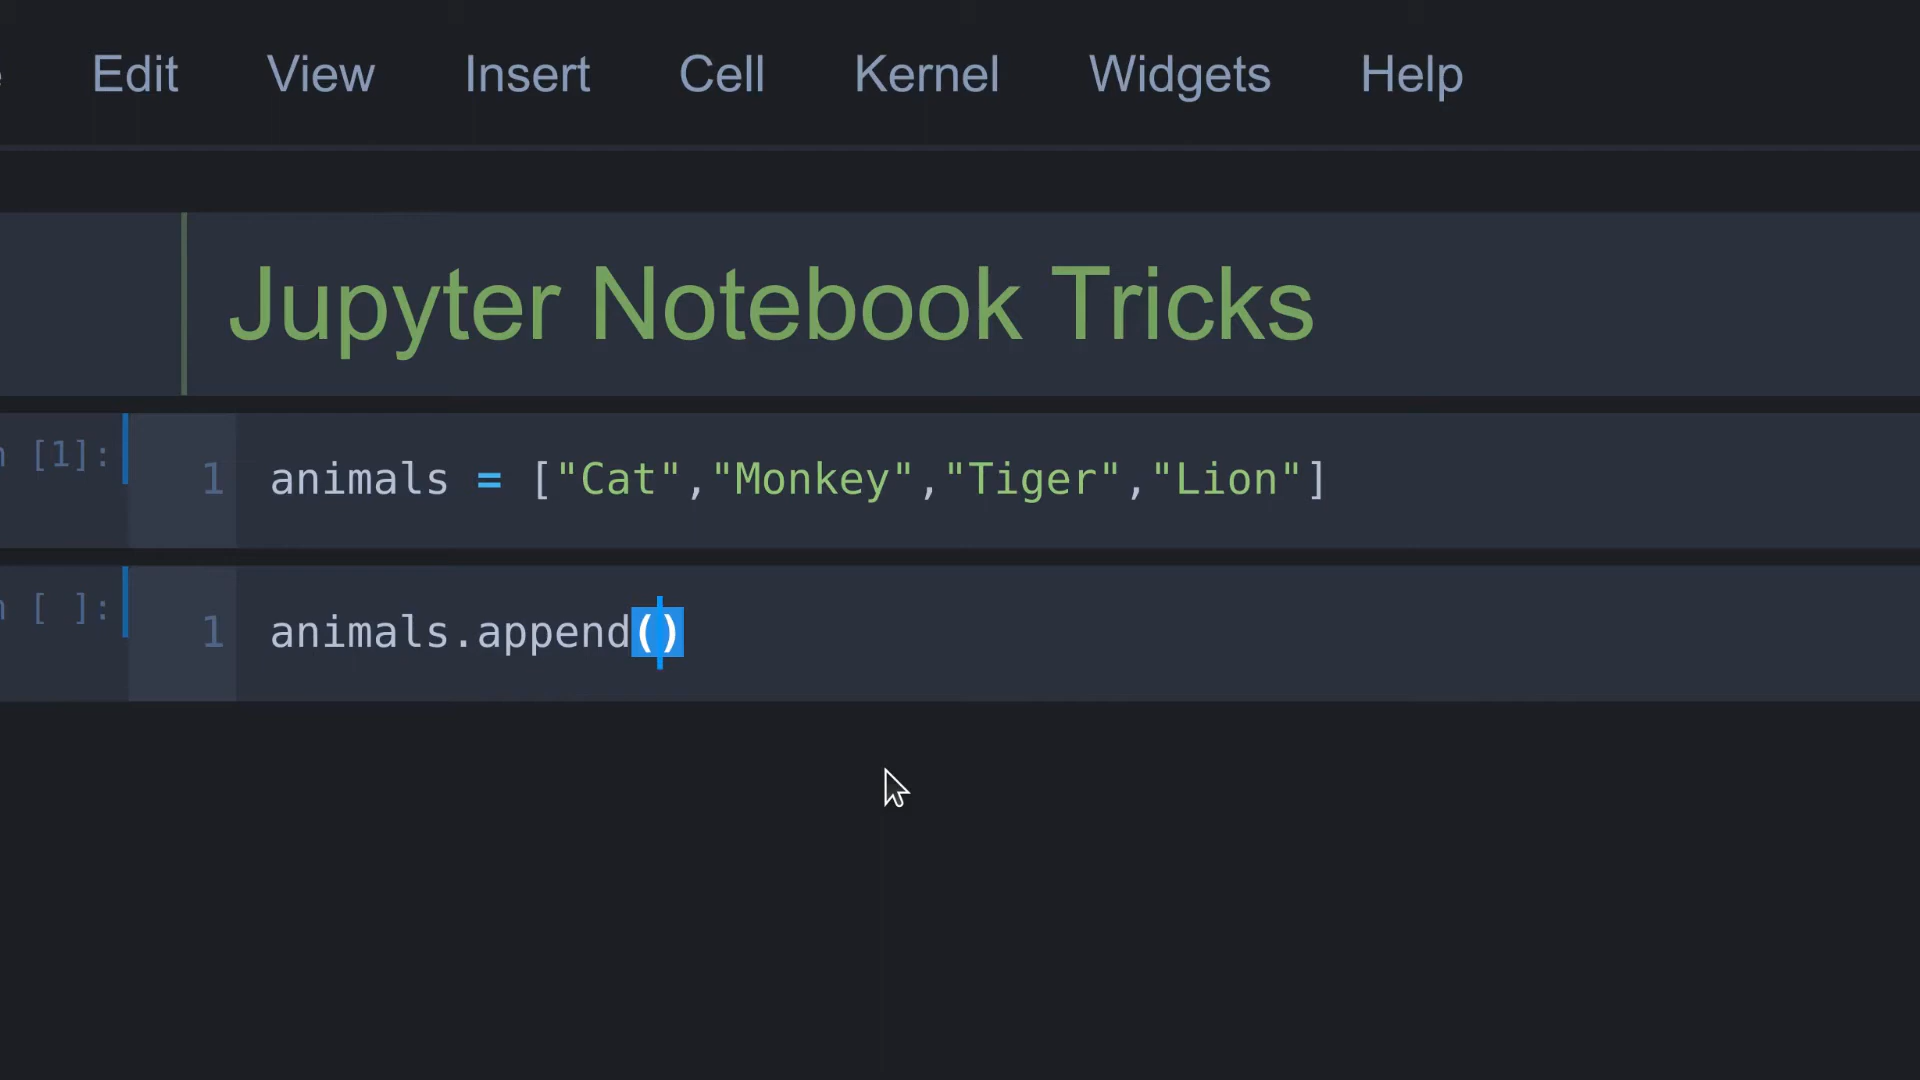 Edit View Insert Cell Kernel Widgets Help
Jupyter Notebook Tricks
n [1]: 1 animals = ["Cat","Monkey","Tiger","Lion"]
n [ ]: 1 animals.append()